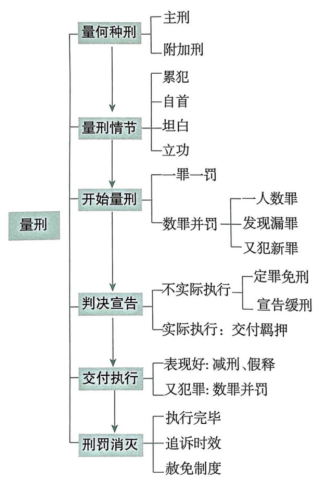 量刑
量何种刑
主刑
附加刑
量刑情节
累犯
自首
坦白
立功
开始量刑
一罪一罚
数罪并罚
一人数罪
发现漏罪
又犯新罪
判决宣告
不实际执行
定罪免刑
宣告缓刑
实际执行：交付羁押
交付执行
表现好：减刑、假释
又犯罪：数罪并罚
刑罚消灭
执行完毕
追诉时效
赦免制度